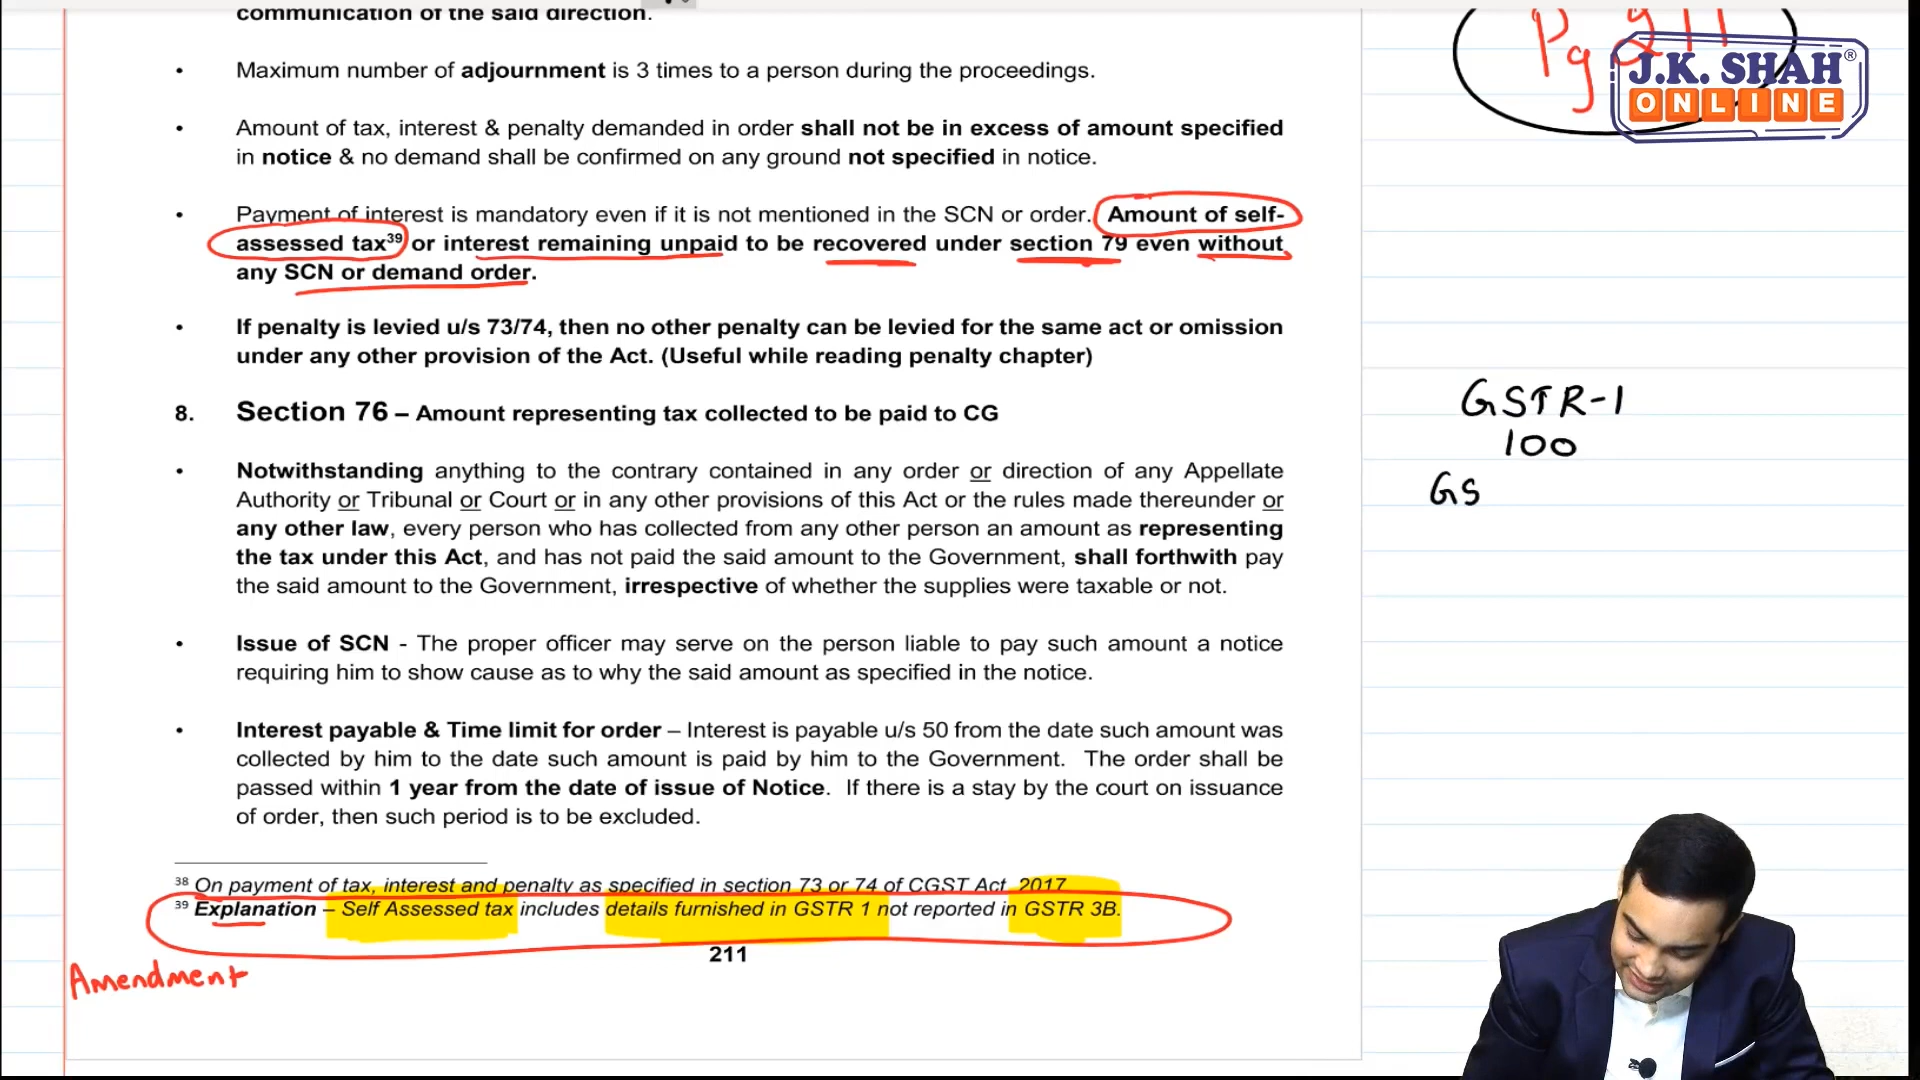 communication of the said direction.
Pg 211
J.K. SHAH®
ONLINE
• Maximum number of adjournment is 3 times to a person during the proceedings.
• Amount of tax, interest & penalty demanded in order shall not be in excess of amount specified
in notice & no demand shall be confirmed on any ground not specified in notice.
• Payment of interest is mandatory even if it is not mentioned in the SCN or order. Amount of self-
assessed tax³⁹ or interest remaining unpaid to be recovered under section 79 even without
any SCN or demand order.
• If penalty is levied u/s 73/74, then no other penalty can be levied for the same act or omission
under any other provision of the Act. (Useful while reading penalty chapter)
GSTR-1
100
GS
8. Section 76 – Amount representing tax collected to be paid to CG
• Notwithstanding anything to the contrary contained in any order or direction of any Appellate
Authority or Tribunal or Court or in any other provisions of this Act or the rules made thereunder or
any other law, every person who has collected from any other person an amount as representing
the tax under this Act, and has not paid the said amount to the Government, shall forthwith pay
the said amount to the Government, irrespective of whether the supplies were taxable or not.
• Issue of SCN - The proper officer may serve on the person liable to pay such amount a notice
requiring him to show cause as to why the said amount as specified in the notice.
• Interest payable & Time limit for order – Interest is payable u/s 50 from the date such amount was
collected by him to the date such amount is paid by him to the Government. The order shall be
passed within 1 year from the date of issue of Notice. If there is a stay by the court on issuance
of order, then such period is to be excluded.
³⁸ On payment of tax, interest and penalty as specified in section 73 or 74 of CGST Act 2017
³⁹ Explanation – Self Assessed tax includes details furnished in GSTR 1 not reported in GSTR 3B.
211
Amendment